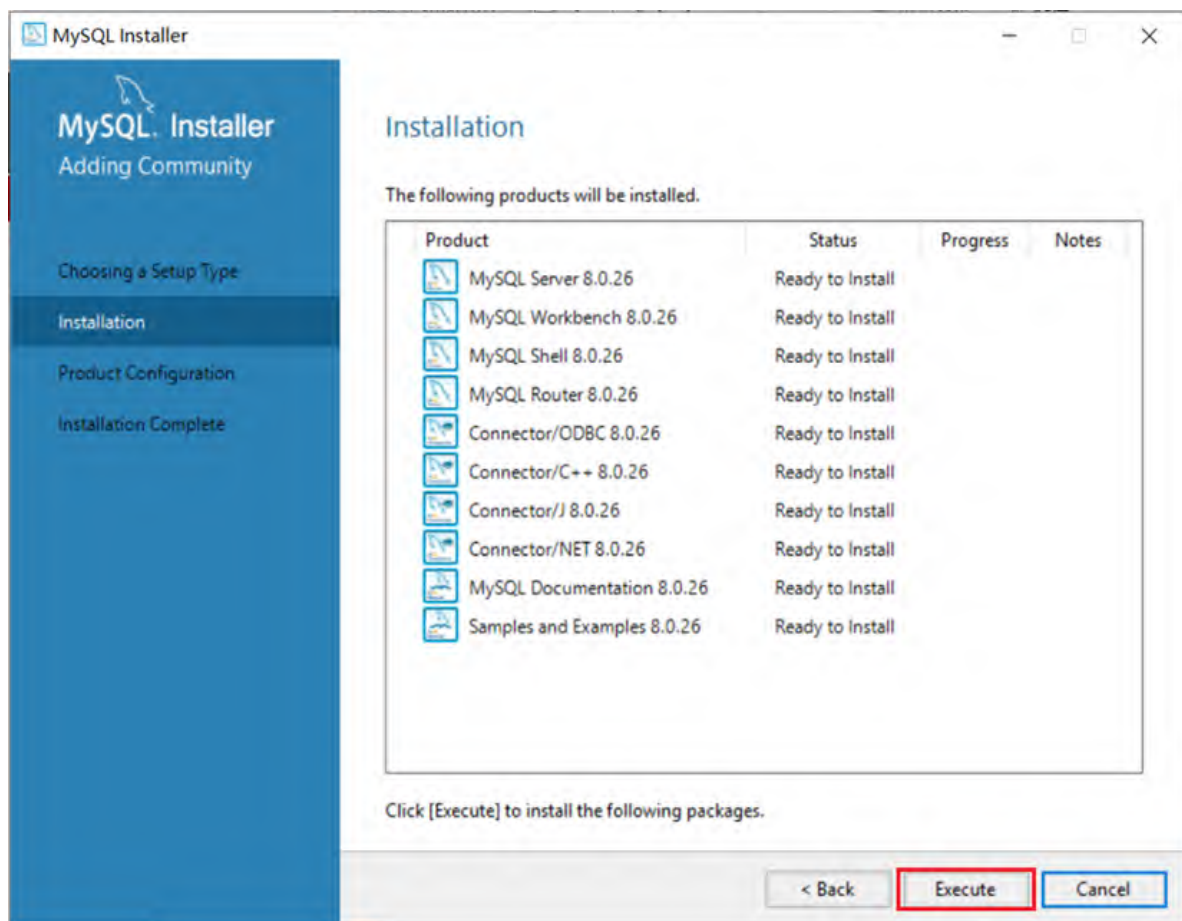 MySQL Installer
MySQL. Installer
Adding Community
Choosing a Setup Type
Installation
Product Configuration
Installation Complete
Installation
The following products will be installed.
Product Status Progress Notes
MySQL Server 8.0.26 Ready to Install
MySQL Workbench 8.0.26 Ready to Install
MySQL Shell 8.0.26 Ready to Install
MySQL Router 8.0.26 Ready to Install
Connector/ODBC 8.0.26 Ready to Install
Connector/C++ 8.0.26 Ready to Install
Connector/J 8.0.26 Ready to Install
Connector/NET 8.0.26 Ready to Install
MySQL Documentation 8.0.26 Ready to Install
Samples and Examples 8.0.26 Ready to Install
Click [Execute] to install the following packages.
< Back Execute Cancel